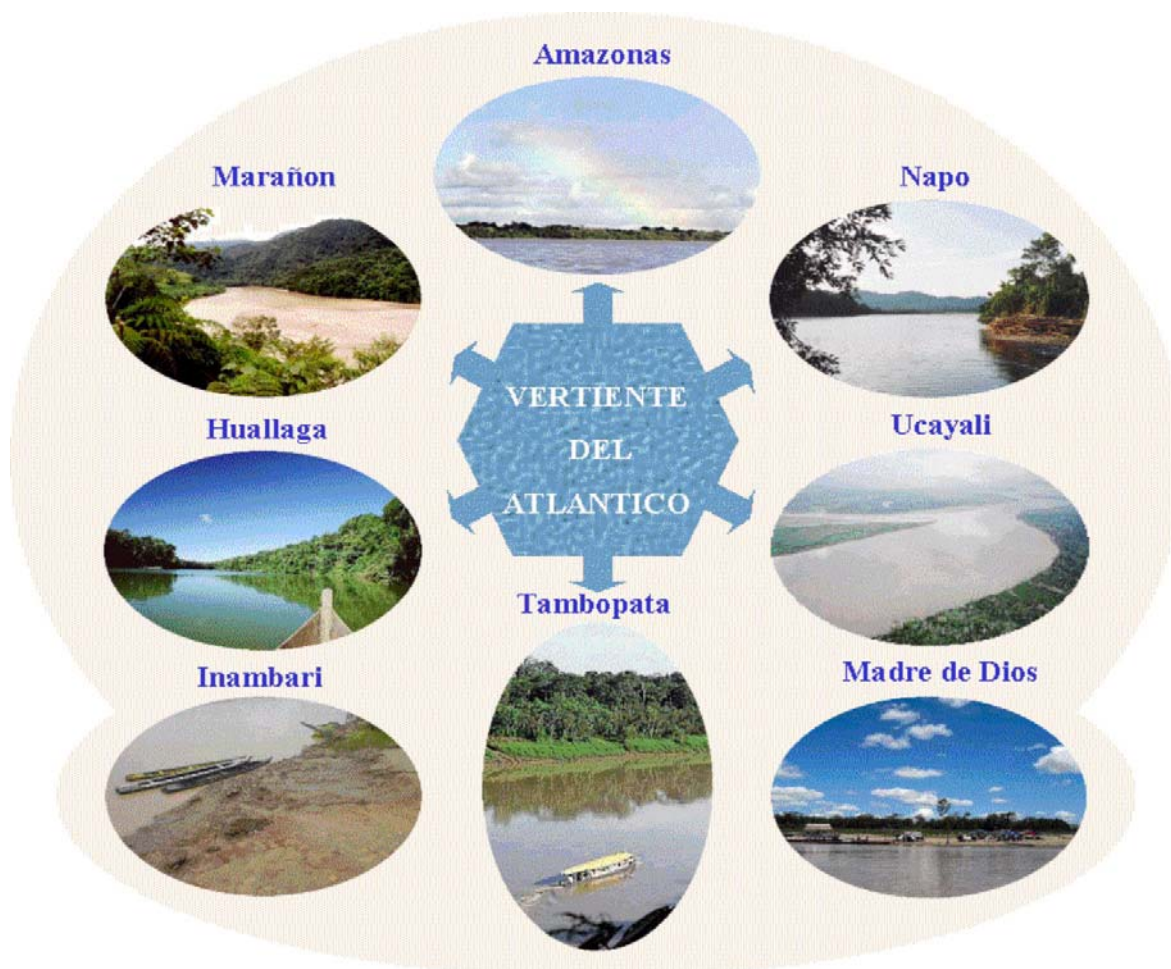 Amazonas
Marañon
Napo
VERTIENTE
DEL
ATLANTICO
Huallaga
Ucayali
Tambopata
Inambari
Madre de Dios